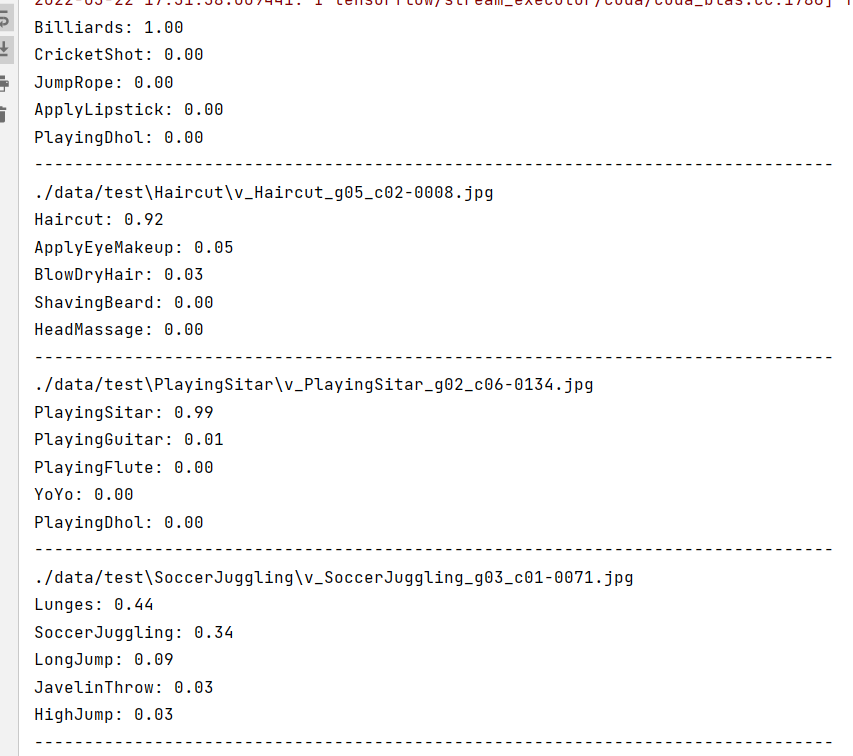 Billiards: 1.00
CricketShot: 0.00
JumpRope: 0.00
ApplyLipstick: 0.00
PlayingDhol: 0.00
--------------------------------------------------------------------------------
./data/test\Haircut\v_Haircut_g05_c02-0008.jpg
Haircut: 0.92
ApplyEyeMakeup: 0.05
BlowDryHair: 0.03
ShavingBeard: 0.00
HeadMassage: 0.00
--------------------------------------------------------------------------------
./data/test\PlayingSitar\v_PlayingSitar_g02_c06-0134.jpg
PlayingSitar: 0.99
PlayingGuitar: 0.01
PlayingFlute: 0.00
YoYo: 0.00
PlayingDhol: 0.00
--------------------------------------------------------------------------------
./data/test\SoccerJuggling\v_SoccerJuggling_g03_c01-0071.jpg
Lunges: 0.44
SoccerJuggling: 0.34
LongJump: 0.09
JavelinThrow: 0.03
HighJump: 0.03
--------------------------------------------------------------------------------